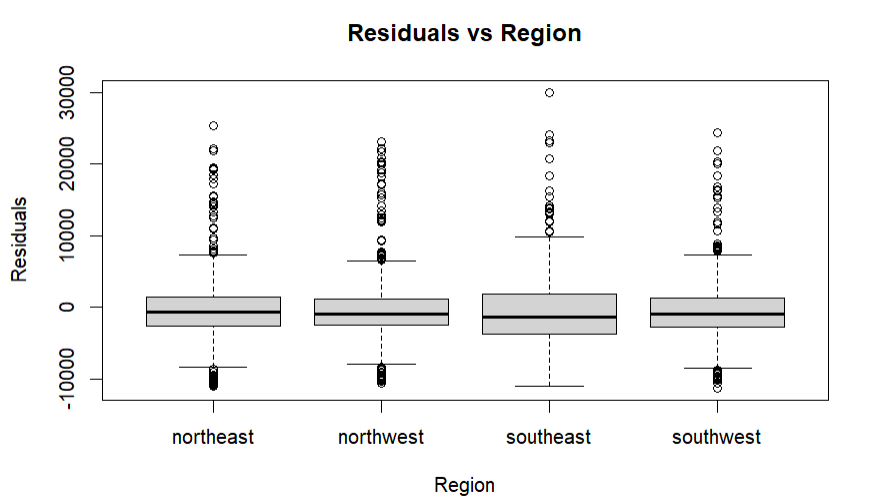 Residuals vs Region
Residuals
30000
20000
10000
0
-10000
northeast northwest southeast southwest
Region